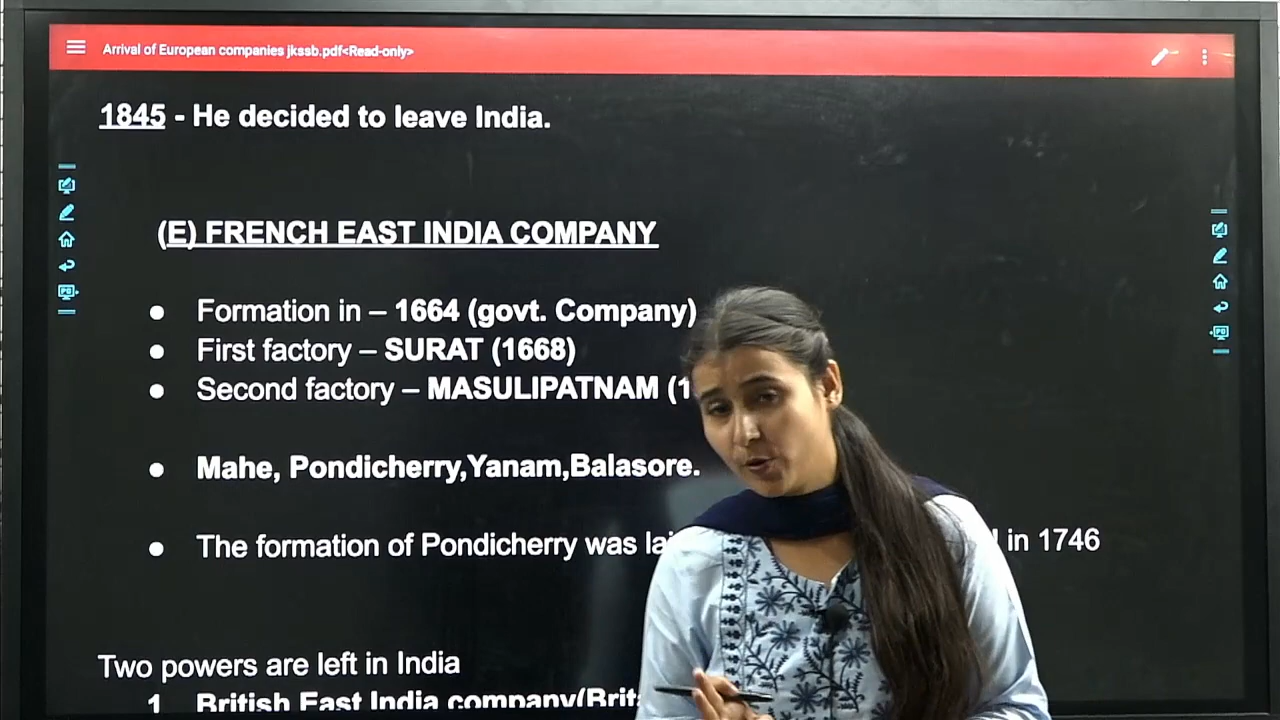 Arrival of European companies jkssb.pdf<Read-only>
1845 - He decided to leave India.
(E) FRENCH EAST INDIA COMPANY
● Formation in – 1664 (govt. Company)
● First factory – SURAT (1668)
● Second factory – MASULIPATNAM (1
● Mahe, Pondicherry,Yanam,Balasore.
● The formation of Pondicherry was in 1746
Two powers are left in India
1 British East India company(